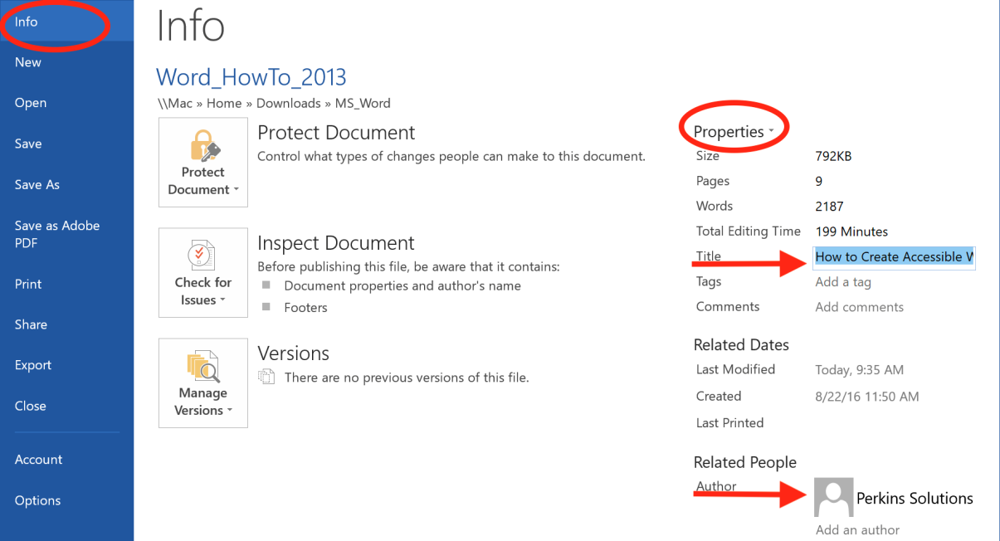 Info
New
Open
Save
Save As
Save as Adobe
PDF
Print
Share
Export
Close
Account
Options
Info
Word_HowTo_2013
\\Mac » Home » Downloads » MS_Word
Protect
Document
Protect Document
Control what types of changes people can make to this document.
Check for
Issues
Inspect Document
Before publishing this file, be aware that it contains:
Document properties and author's name
Footers
Manage
Versions
Versions
There are no previous versions of this file.
Properties
Size 792KB
Pages 9
Words 2187
Total Editing Time 199 Minutes
Title How to Create Accessible W
Tags Add a tag
Comments Add comments
Related Dates
Last Modified Today, 9:35 AM
Created 8/22/16 11:50 AM
Last Printed
Related People
Author Perkins Solutions
Add an author